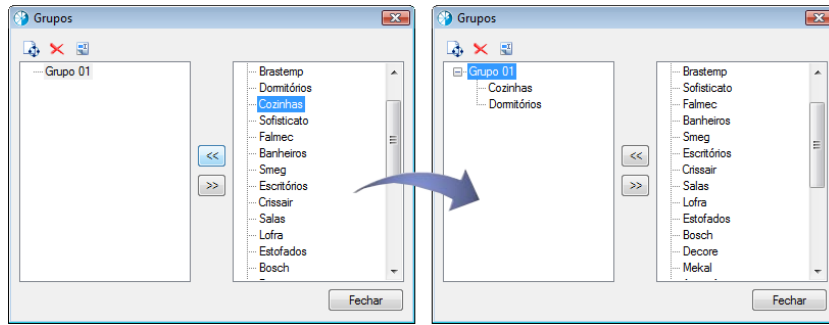 Grupos
Grupo 01
<<
>>
Brastemp
Dormitórios
Cozinhas
Sofisticato
Falmec
Banheiros
Smeg
Escritórios
Crissair
Salas
Lofra
Estofados
Bosch
Fechar
Grupos
Grupo 01
Cozinhas
Dormitórios
<<
>>
Brastemp
Sofisticato
Falmec
Banheiros
Smeg
Escritórios
Crissair
Salas
Lofra
Estofados
Bosch
Decore
Mekal
Fechar